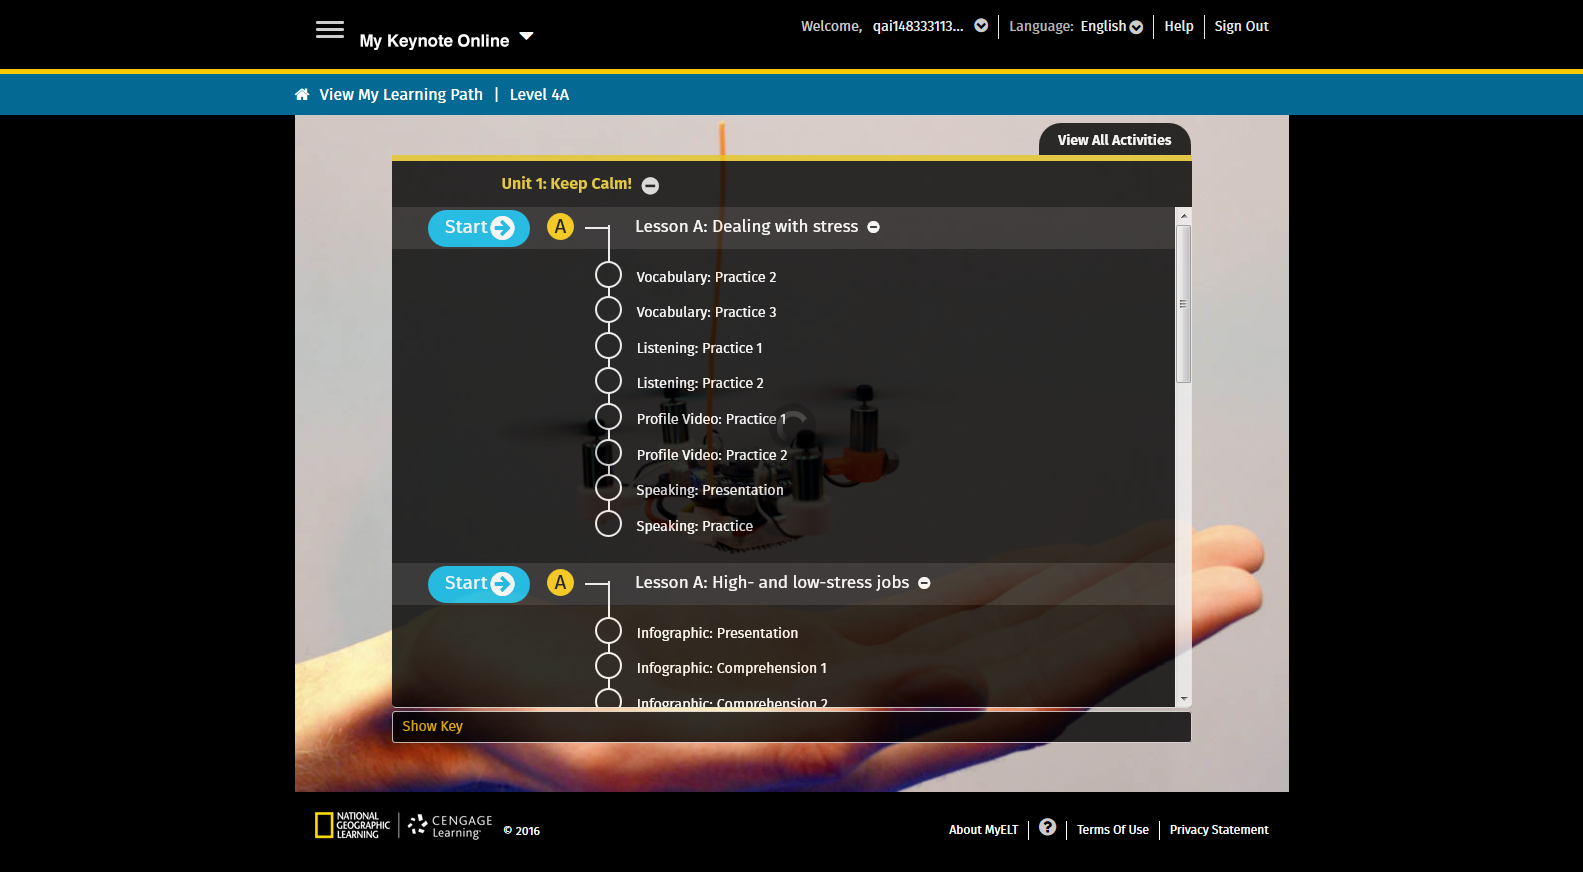 My Keynote Online
Welcome, qai148333113... Language: English Help Sign Out
View My Learning Path | Level 4A
View All Activities
Unit 1: Keep Calm!
Start A Lesson A: Dealing with stress
Vocabulary: Practice 2
Vocabulary: Practice 3
Listening: Practice 1
Listening: Practice 2
Profile Video: Practice 1
Profile Video: Practice 2
Speaking: Presentation
Speaking: Practice
Start A Lesson A: High- and low-stress jobs
Infographic: Presentation
Infographic: Comprehension 1
Infographic: Comprehension 2
Show Key
NATIONAL
GEOGRAPHIC
LEARNING
CENGAGE
Learning
© 2016
About MyELT ? Terms Of Use Privacy Statement